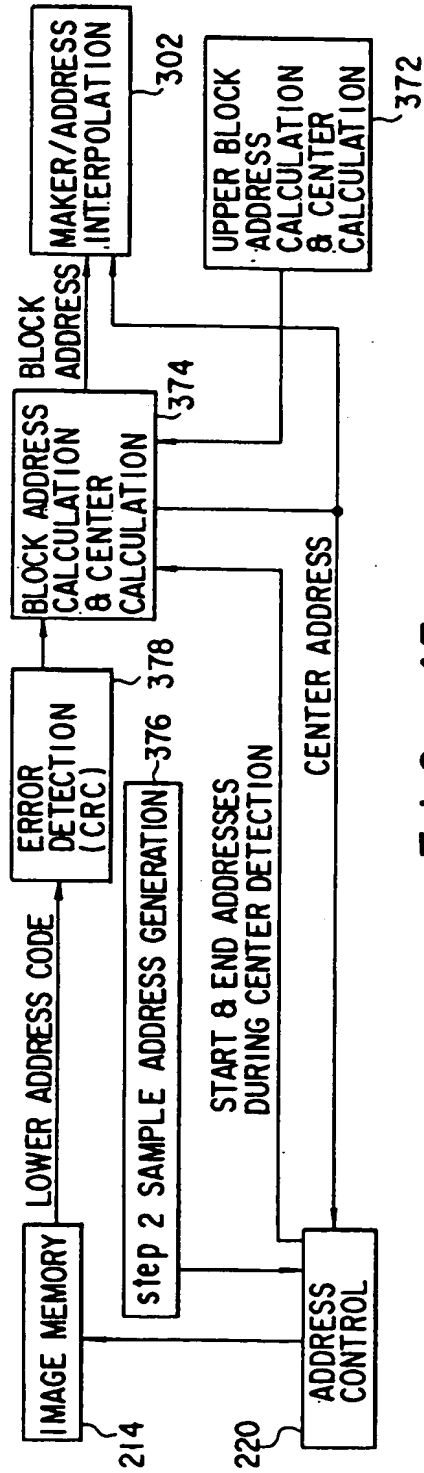 IMAGE MEMORY
214
LOWER ADDRESS CODE
ERROR
DETECTION
(CRC)
378
BLOCK ADDRESS
CALCULATION
& CENTER
CALCULATION
374
BLOCK
ADDRESS
MAKER/ADDRESS
INTERPOLATION
302
step 2 SAMPLE ADDRESS GENERATION
376
UPPER BLOCK
ADDRESS
CALCULATION
& CENTER
CALCULATION
372
START & END ADDRESSES
DURING CENTER DETECTION
CENTER ADDRESS
ADDRESS
CONTROL
220